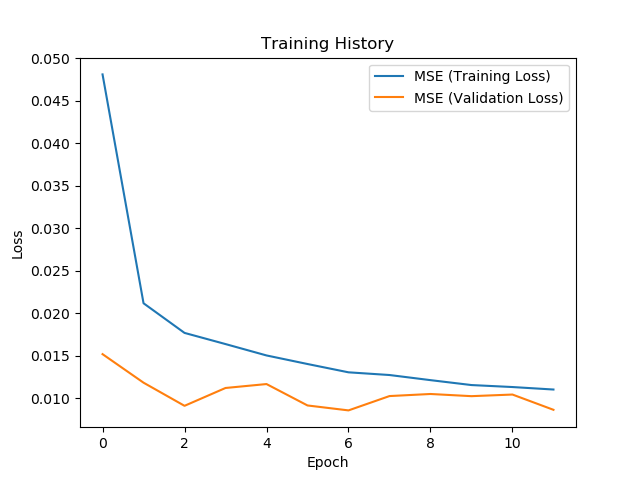 Training History
MSE (Training Loss)
MSE (Validation Loss)
Loss
0.050
0.045
0.040
0.035
0.030
0.025
0.020
0.015
0.010
0 2 4 6 8 10
Epoch